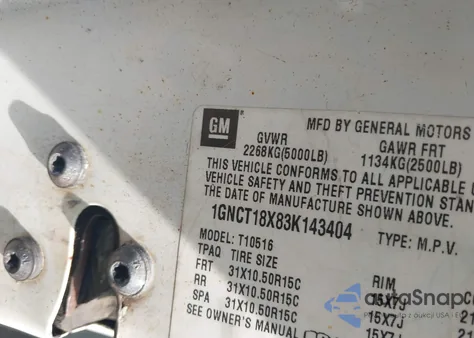 GM
MFD BY GENERAL MOTORS
GVWR GAWR FRT
2268KG(5000LB) 1134KG(2500LB)
THIS VEHICLE CONFORMS TO ALL APPLICABLE
VEHICLE SAFETY AND THEFT PREVENTION STAN
THE DATE OF MANUFACTURE SHOWN ABOVE.
1GNCT18X83K143404 TYPE: M.P.V.
MODEL: T10516
TPAQ TIRE SIZE RIM
FRT 31X10.50R15C 15X7J
RR 31X10.50R15C 15X7J
SPA 31X10.50R15C 15X7J
SEE OWNER'S MANUAL